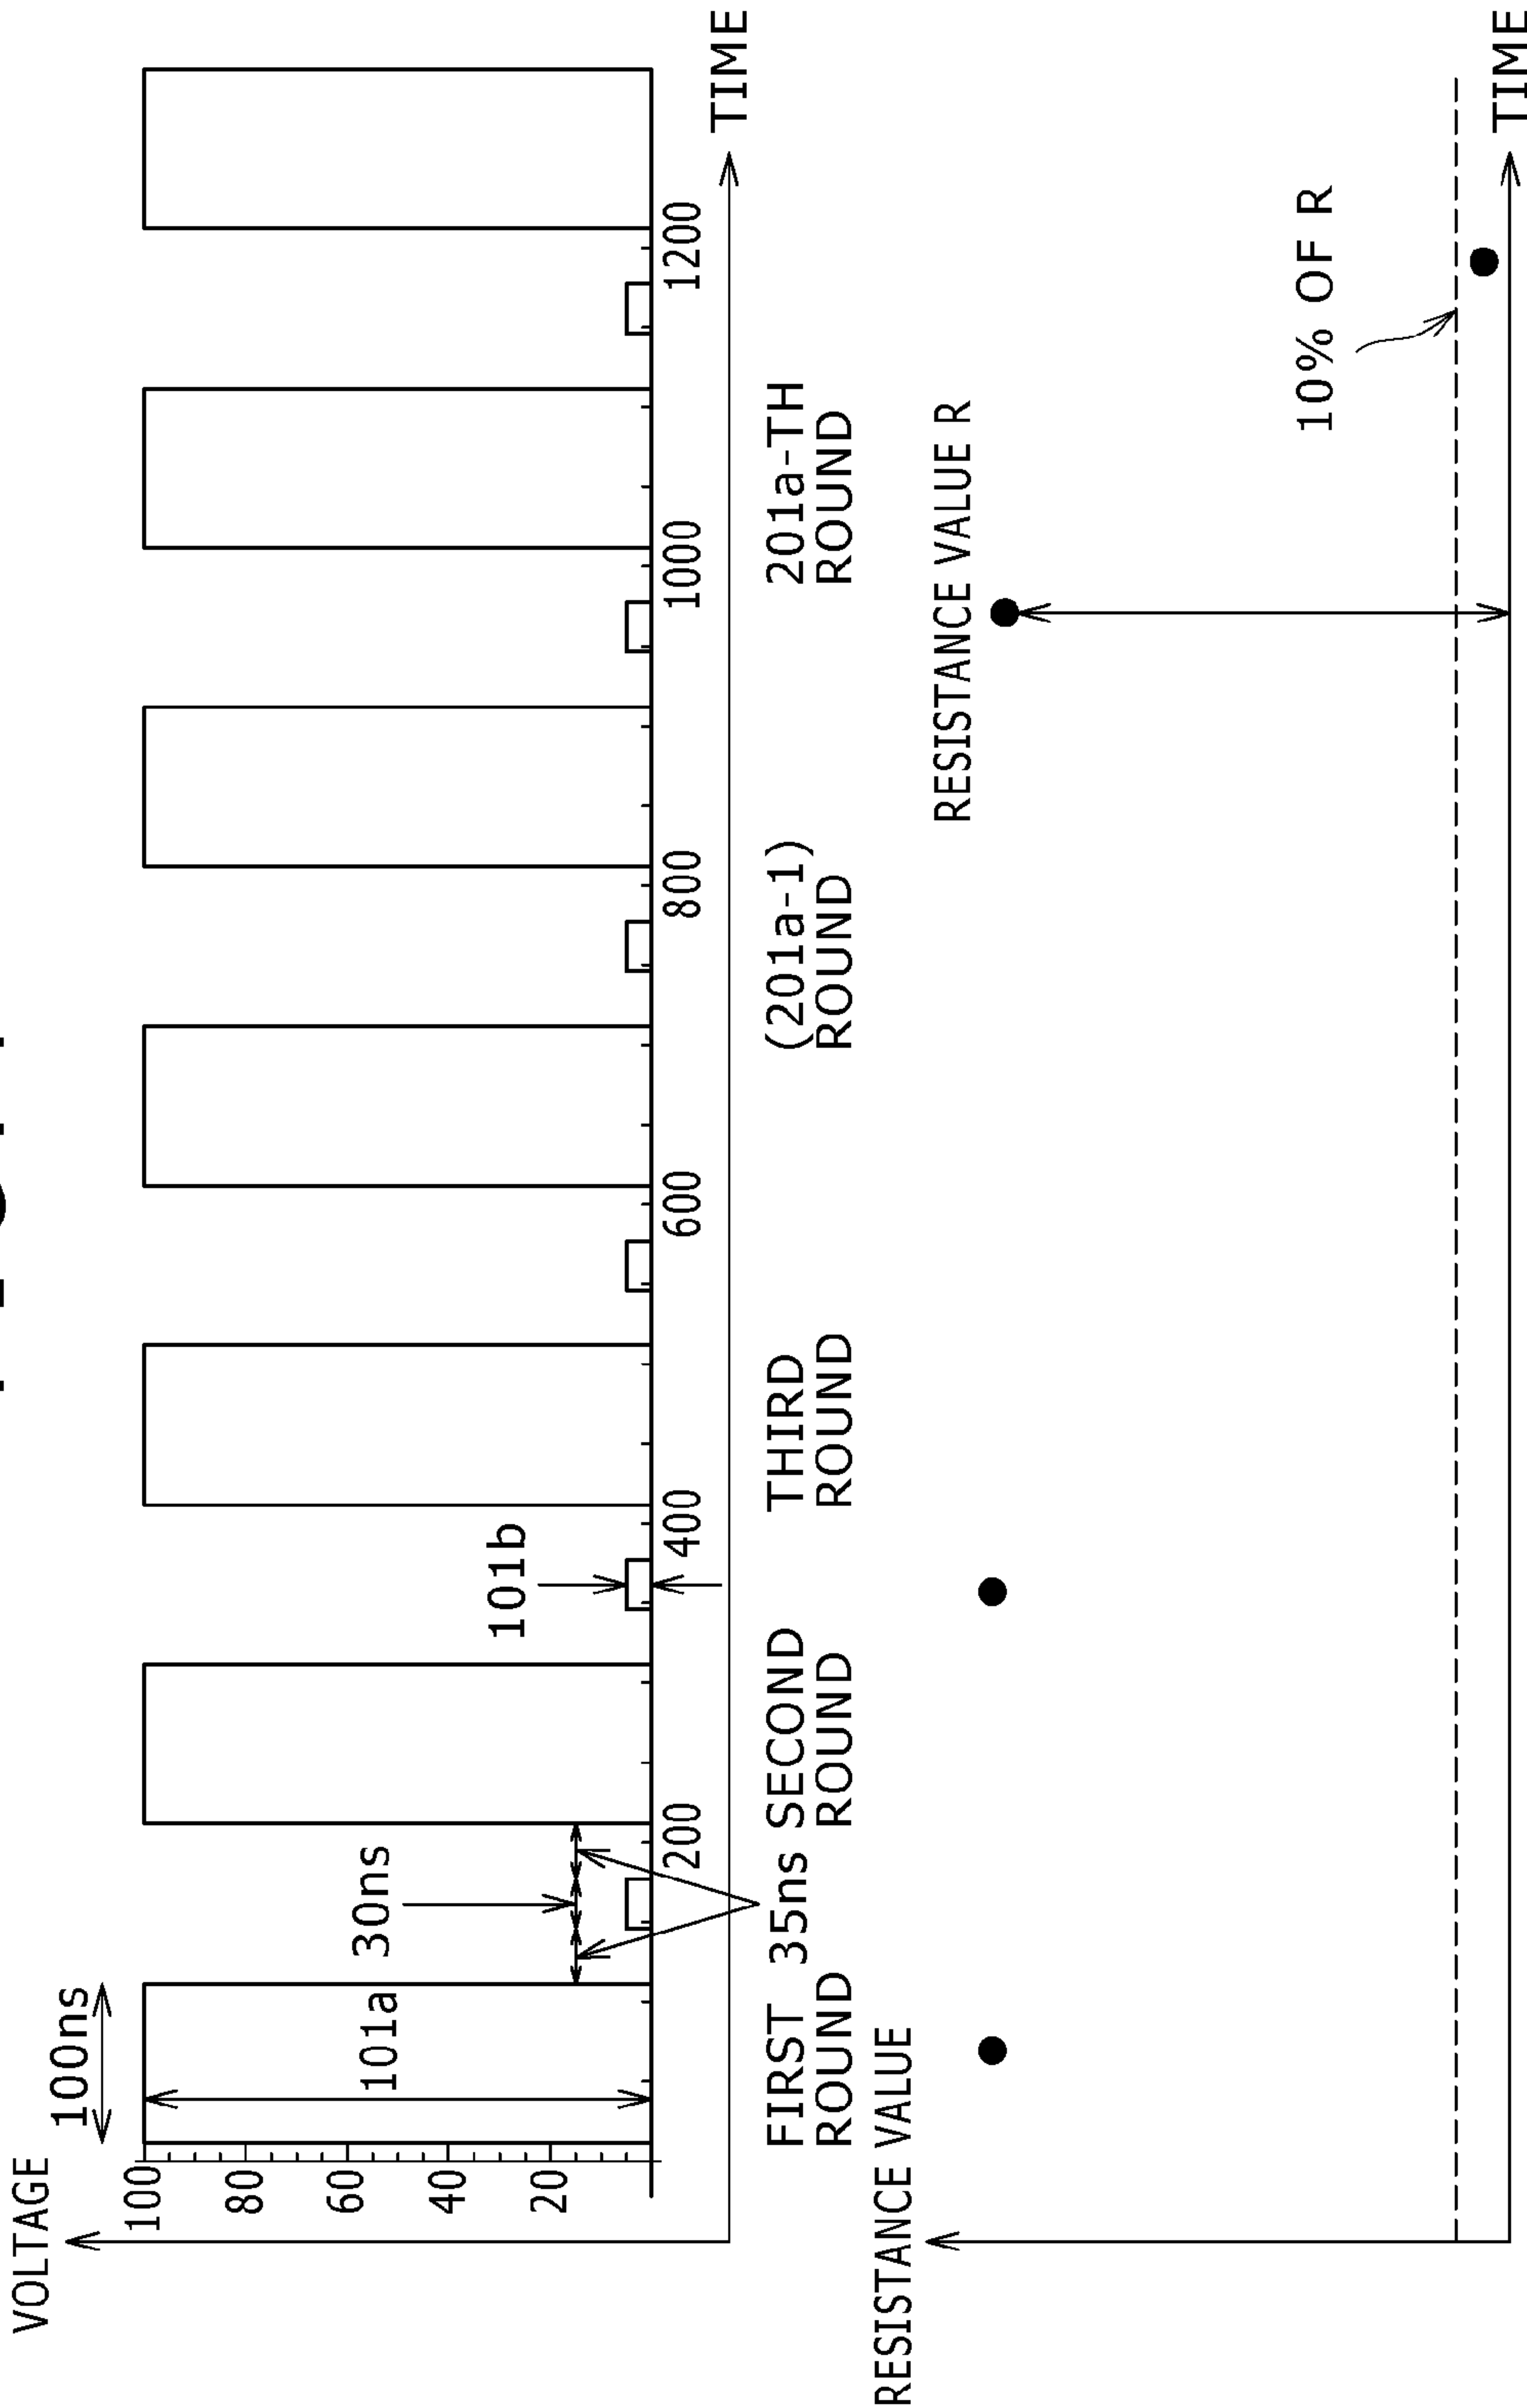 VOLTAGE
100ns
100
80
60
40
20
101a
30ns
101b
200
400
600
800
1000
1200
TIME
FIRST
ROUND
35ns
SECOND
ROUND
THIRD
ROUND
(201a-1)
ROUND
201a-TH
ROUND
RESISTANCE VALUE
RESISTANCE VALUE R
10% OF R
TIME